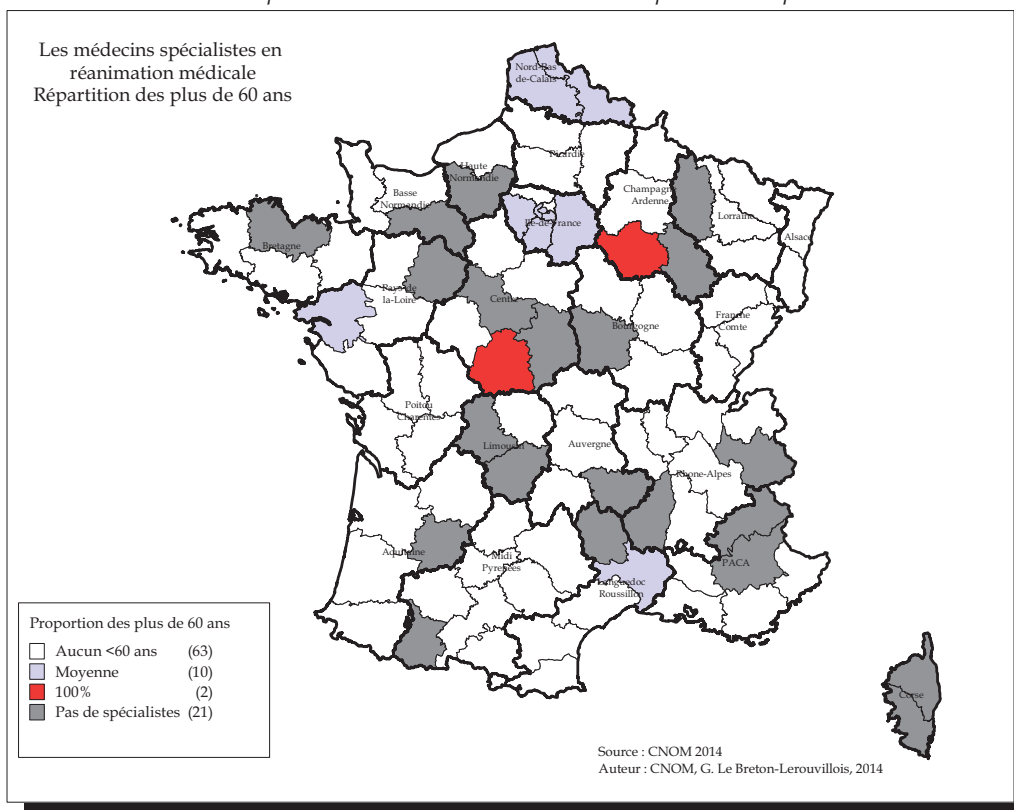 Les médecins spécialistes en
réanimation médicale
Répartition des plus de 60 ans
Nord-Pas
de-Calais
Picardie
Haute
Normandie
Basse
Normandie
Champagne
Ardenne
Lorraine
Alsace
Ile-de-France
Bretagne
Pays de
la-Loire
Centre
Bourgogne
Franche
Comte
Poitou
Charentes
Limousin
Auvergne
Rhone-Alpes
Aquitaine
Midi
Pyrenées
Languedoc
Roussillon
PACA
Corse
Proportion des plus de 60 ans
Aucun <60 ans (63)
Moyenne (10)
100% (2)
Pas de spécialistes (21)
Source : CNOM 2014
Auteur : CNOM, G. Le Breton-Lerouvillois, 2014